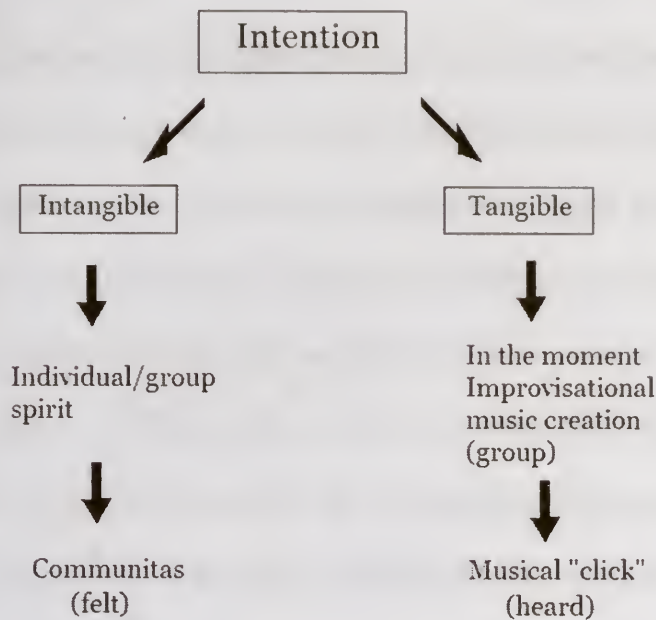 Intention
Intangible
Tangible
Individual/group
spirit
In the moment
Improvisational
music creation
(group)
Communitas
(felt)
Musical "click"
(heard)